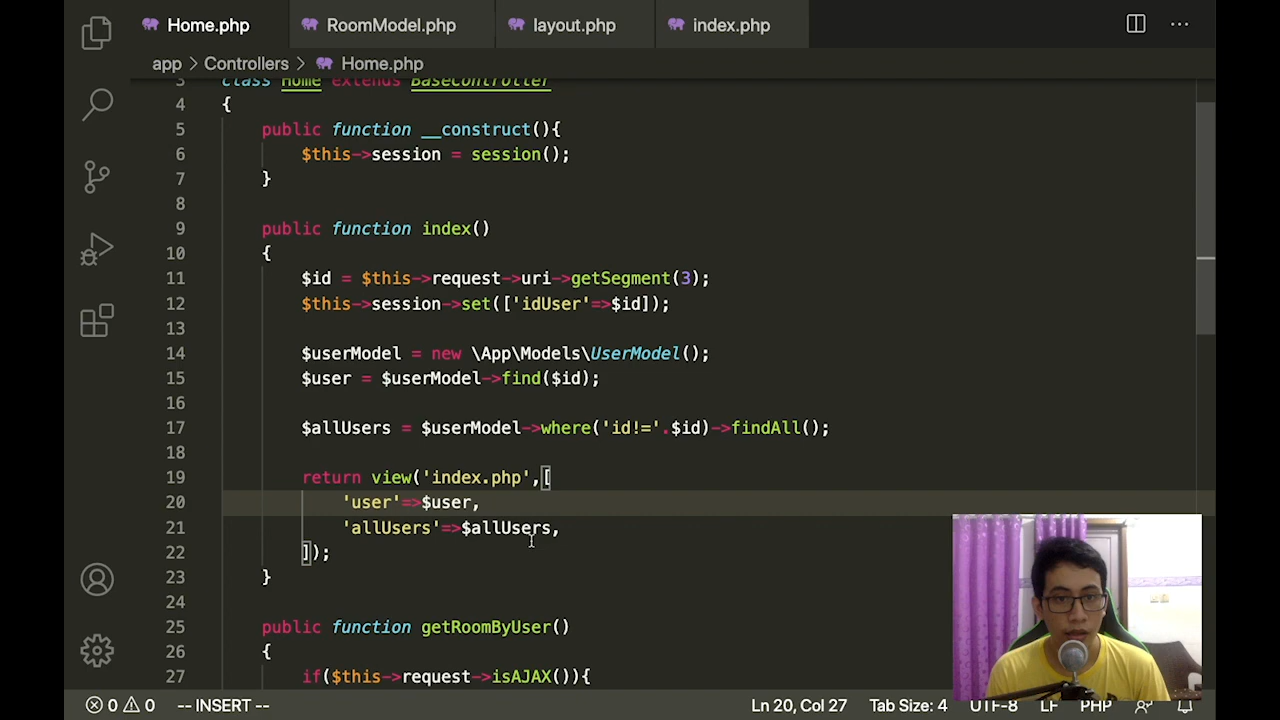 Home.php RoomModel.php layout.php index.php ...
app > Controllers > Home.php
3 class Home extends BaseController
4 {
5 public function __construct(){
6 $this->session = session();
7 }
8
9 public function index()
10 {
11 $id = $this->request->uri->getSegment(3);
12 $this->session->set(['idUser'=>$id]);
13
14 $userModel = new \App\Models\UserModel();
15 $user = $userModel->find($id);
16
17 $allUsers = $userModel->where('id!='.$id)->findAll();
18
19 return view('index.php',[
20 'user'=>$user,
21 'allUsers'=>$allUsers,
22 ]);
23 }
24
25 public function getRoomByUser()
26 {
27 if($this->request->isAJAX()){
0 0 -- INSERT -- Ln 20, Col 27 Tab Size: 4 UTF-8 LF PHP